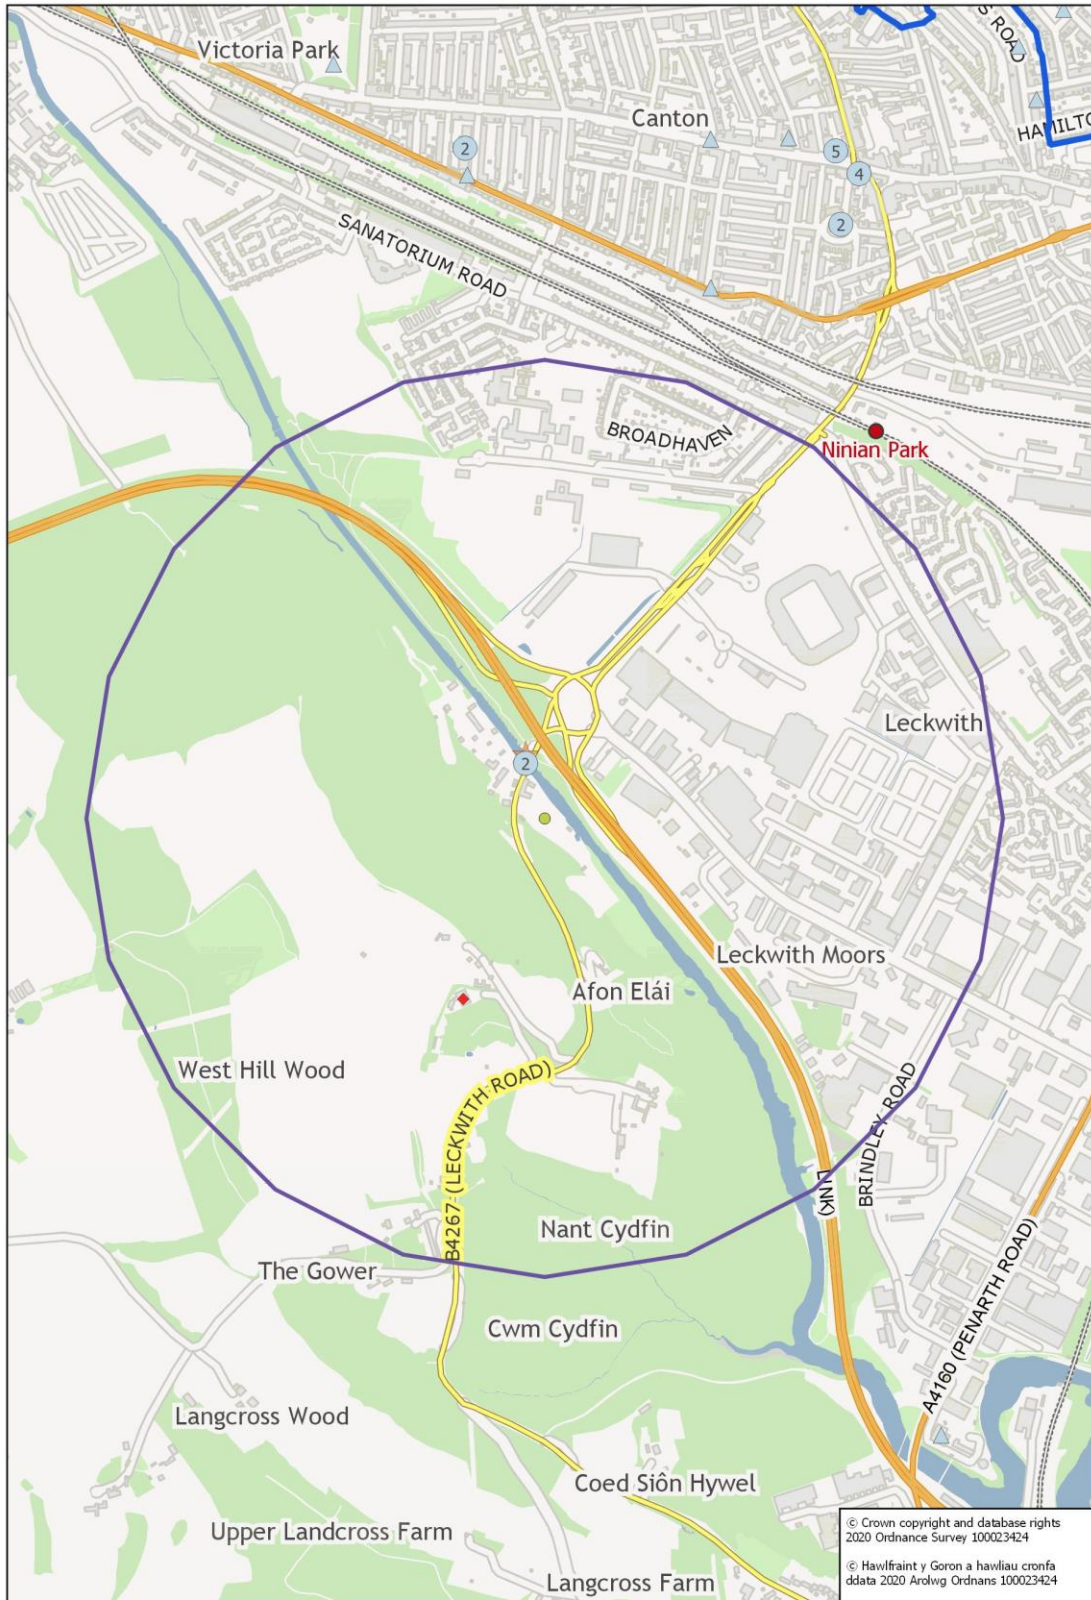 S ROAD
Victoria Park
Canton
HAMILTO
2
5
4
2
SANATORIUM ROAD
BROADHAVEN
Ninian Park
Leckwith
2
Leckwith Moors
Afon Elái
West Hill Wood
B4267 (LECKWITH ROAD)
BRINDLEY ROAD
LINK)
Nant Cydfin
The Gower
Cwm Cydfin
A4160 (PENARTH ROAD)
Langcross Wood
Coed Siôn Hywel
Upper Landcross Farm
Langcross Farm
© Crown copyright and database rights
2020 Ordnance Survey 100023424
© Hawlfraint y Goron a hawliau cronfa
ddata 2020 Arolwg Ordnans 100023424